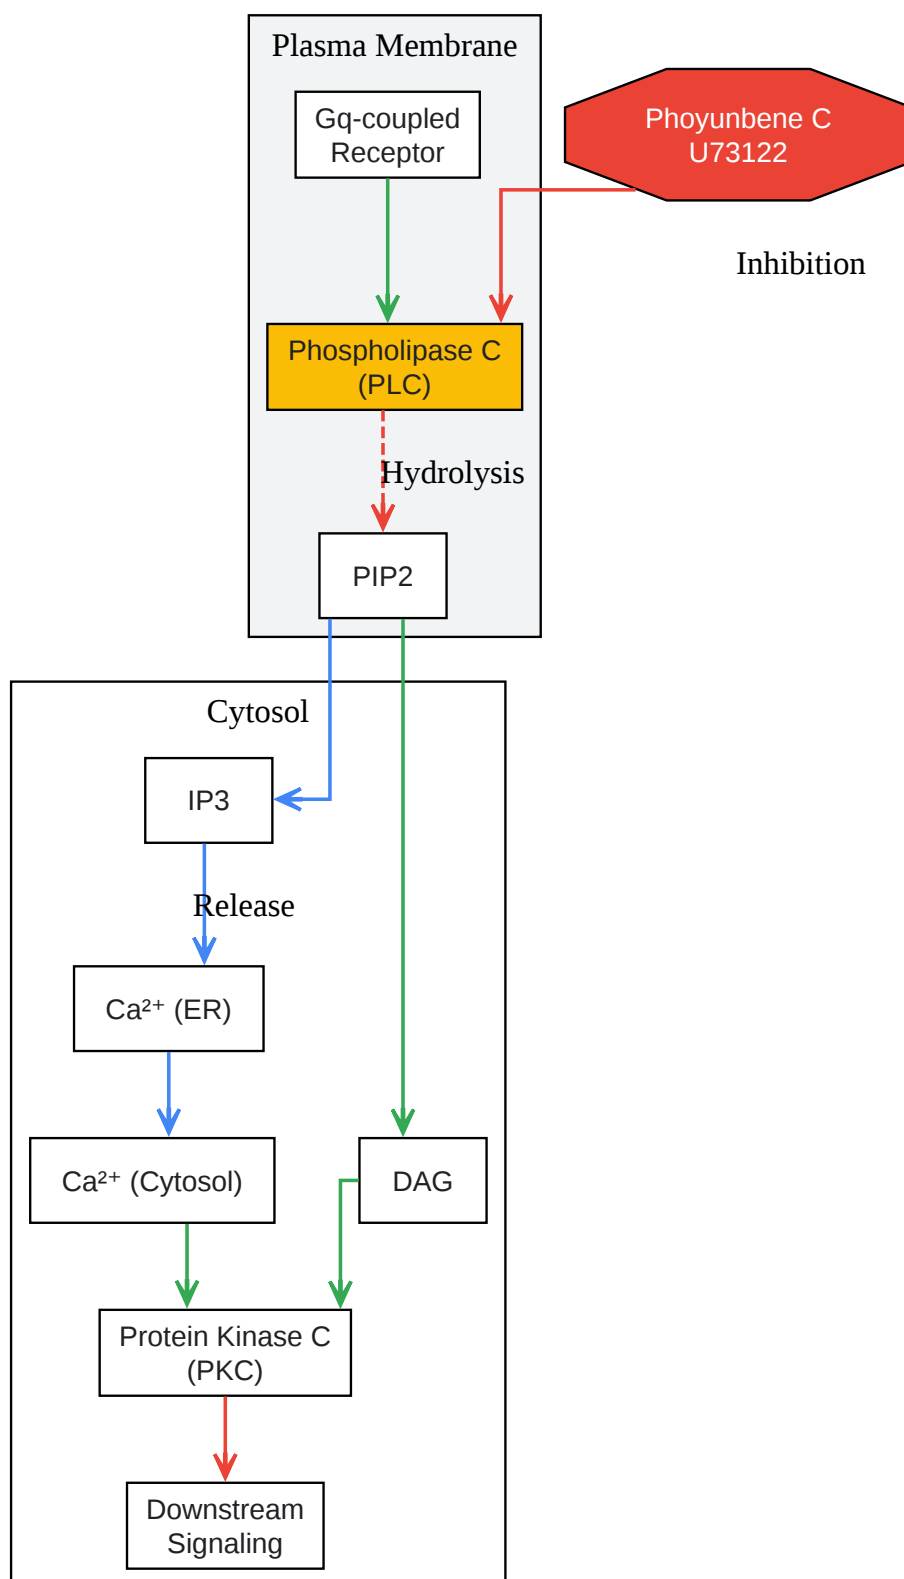 Plasma Membrane
Gq-coupled
Receptor
Phoyunbene C
U73122
Inhibition
Phospholipase C
(PLC)
Hydrolysis
PIP2
Cytosol
IP3
Release
Ca²⁺ (ER)
Ca²⁺ (Cytosol)
DAG
Protein Kinase C
(PKC)
Downstream
Signaling